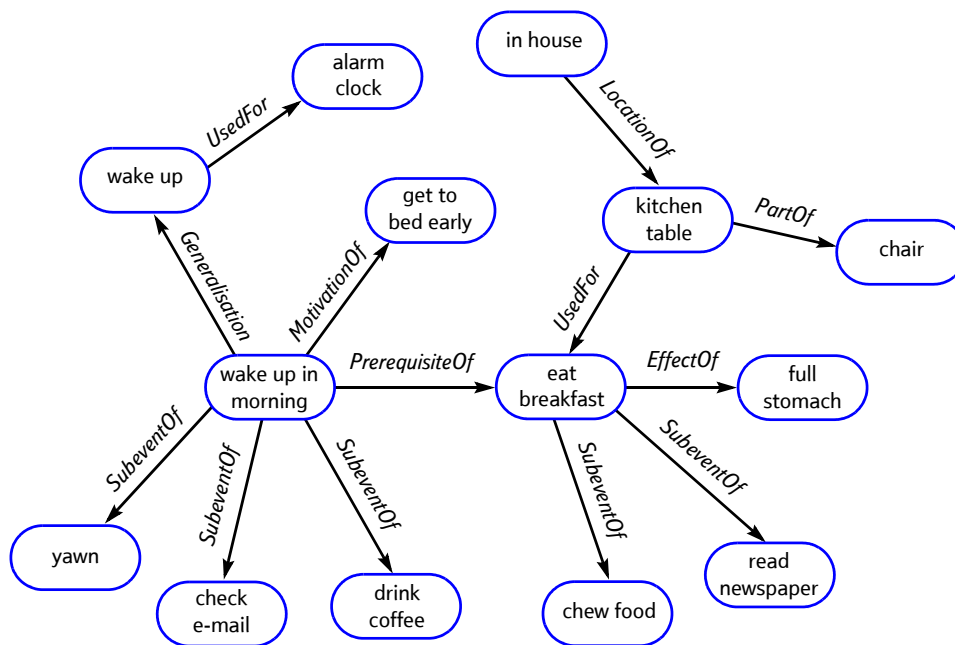 in house
alarm
clock
UsedFor
LocationOf
wake up
get to
bed early
kitchen
table
PartOf
chair
Generalisation
MotivationOf
UsedFor
wake up in
morning
PrerequisiteOf
eat
breakfast
EffectOf
full
stomach
SubeventOf
SubeventOf
SubeventOf
SubeventOf
SubeventOf
yawn
check
e-mail
drink
coffee
chew food
read
newspaper